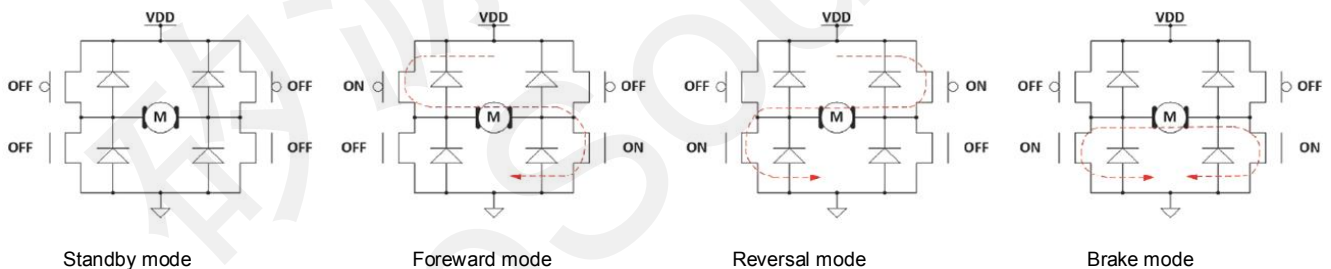 VDD VDD VDD VDD
OFF OFF ON OFF OFF ON OFF OFF
M M M M
OFF OFF OFF ON ON OFF ON ON
Standby mode Foreward mode Reversal mode Brake mode